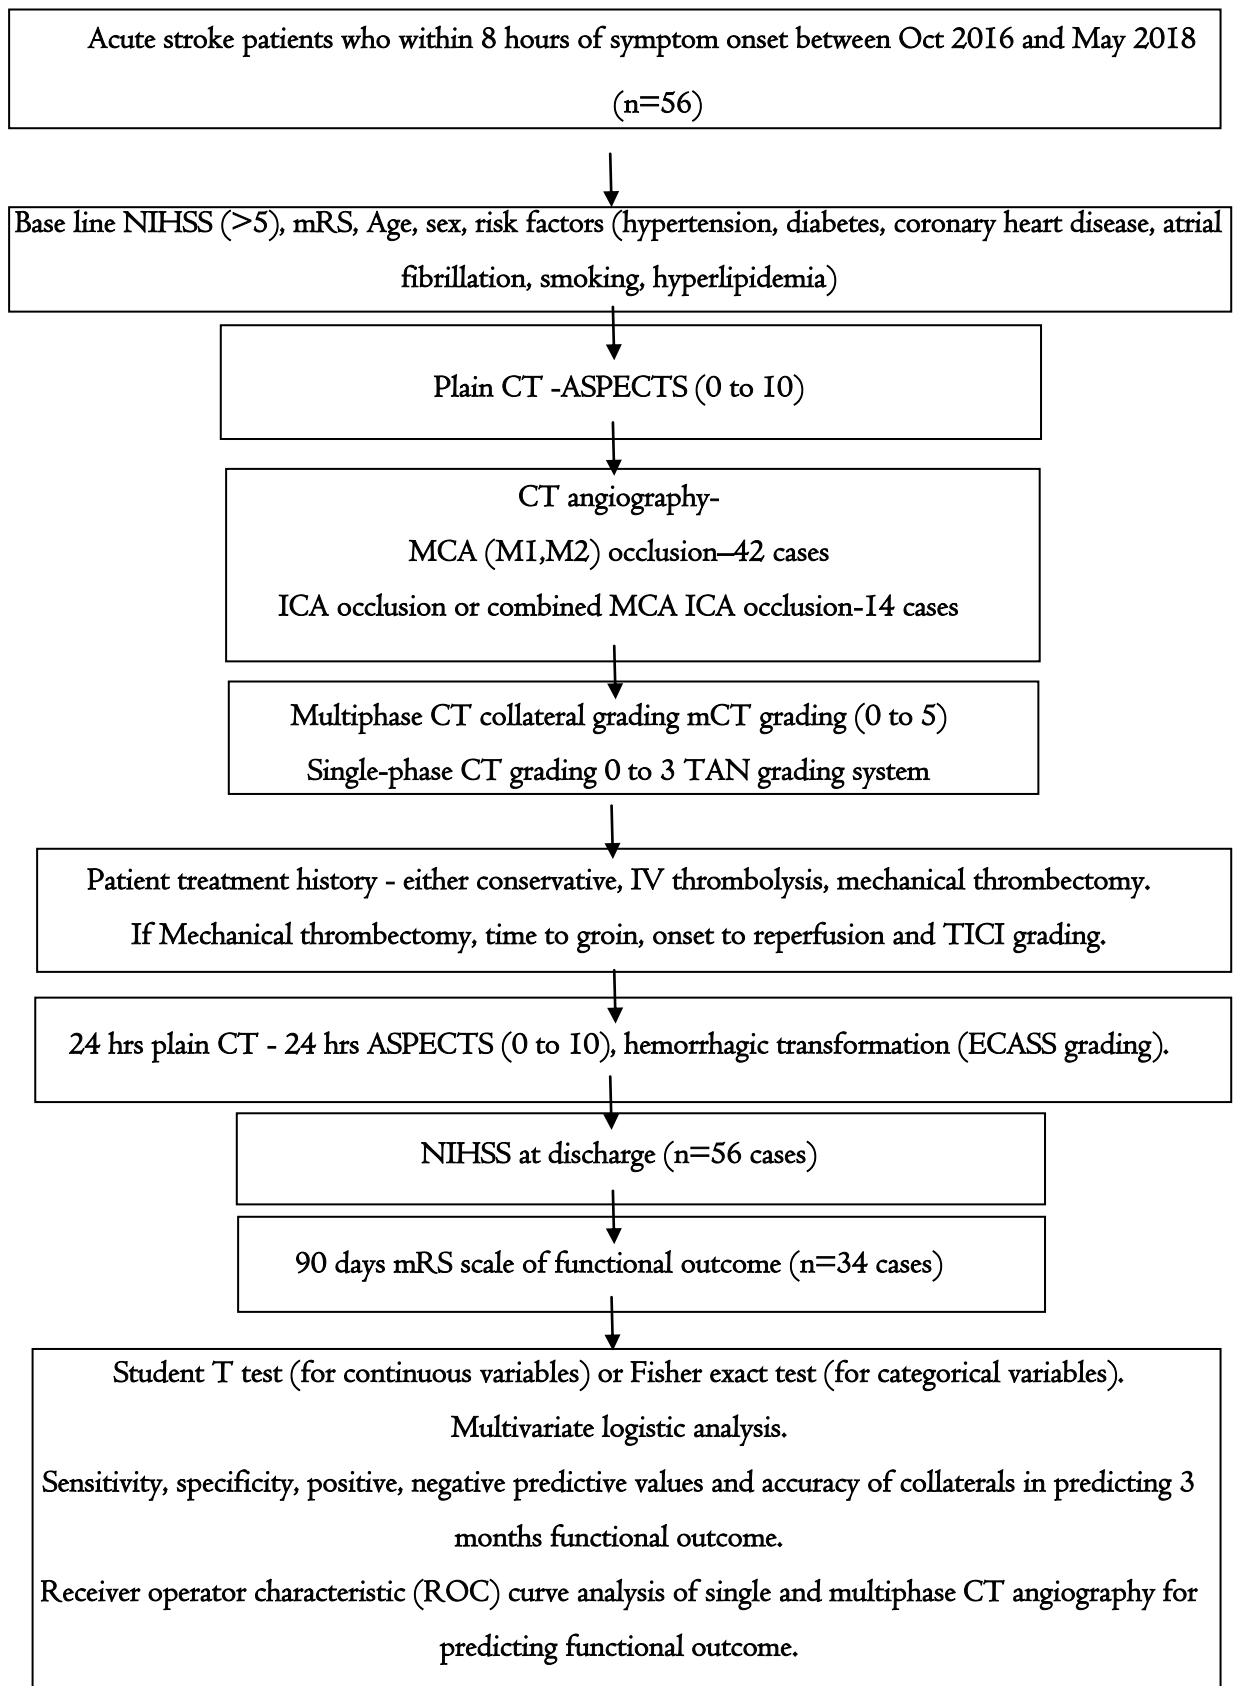 Acute stroke patients who within 8 hours of symptom onset between Oct 2016 and May 2018
(n=56)
Base line NIHSS (>5), mRS, Age, sex, risk factors (hypertension, diabetes, coronary heart disease, atrial
fibrillation, smoking, hyperlipidemia)
Plain CT -ASPECTS (0 to 10)
CT angiography-
MCA (M1,M2) occlusion–42 cases
ICA occlusion or combined MCA ICA occlusion-14 cases
Multiphase CT collateral grading mCT grading (0 to 5)
Single-phase CT grading 0 to 3 TAN grading system
Patient treatment history - either conservative, IV thrombolysis, mechanical thrombectomy.
If Mechanical thrombectomy, time to groin, onset to reperfusion and TICI grading.
24 hrs plain CT - 24 hrs ASPECTS (0 to 10), hemorrhagic transformation (ECASS grading).
NIHSS at discharge (n=56 cases)
90 days mRS scale of functional outcome (n=34 cases)
Student T test (for continuous variables) or Fisher exact test (for categorical variables).
Multivariate logistic analysis.
Sensitivity, specificity, positive, negative predictive values and accuracy of collaterals in predicting 3
months functional outcome.
Receiver operator characteristic (ROC) curve analysis of single and multiphase CT angiography for
predicting functional outcome.